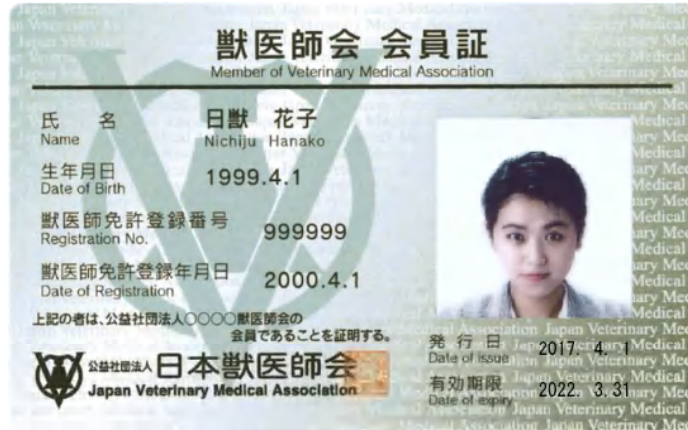 獣医師会 会員証
Member of Veterinary Medical Association
氏 名 日獣 花子
Name Nichiju Hanako
生年月日 1999.4.1
Date of Birth
獣医師免許登録番号 999999
Registration No.
獣医師免許登録年月日 2000.4.1
Date of Registration
上記の者は、公益社団法人〇〇〇〇獣医師会の
会員であることを証明する。
公益社団法人 日本獣医師会
Japan Veterinary Medical Association
発 行 日 2017. 4. 1
Date of issue
有効期限 2022. 3.31
Date of expiry